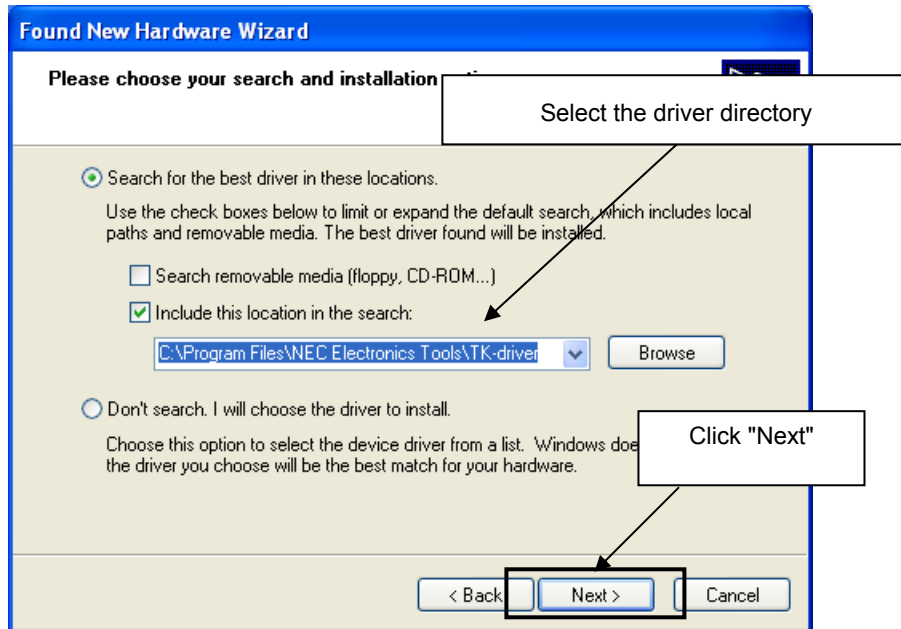 Found New Hardware Wizard
Please choose your search and installation
Select the driver directory
Search for the best driver in these locations.
Use the check boxes below to limit or expand the default search, which includes local
paths and removable media. The best driver found will be installed.
Search removable media (floppy, CD-ROM...)
Include this location in the search:
C:\Program Files\NEC Electronics Tools\TK-driver
Browse
Don't search. I will choose the driver to install.
Choose this option to select the device driver from a list. Windows doe
the driver you choose will be the best match for your hardware.
Click "Next"
< Back
Next >
Cancel